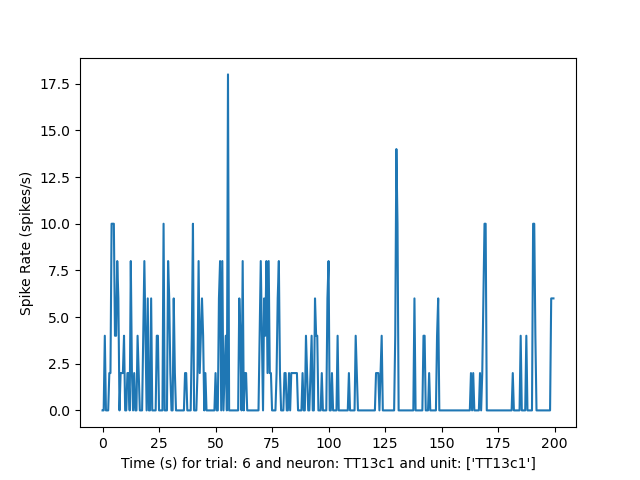 17.5
15.0
12.5
10.0
7.5
5.0
2.5
0.0
Spike Rate (spikes/s)
0 25 50 75 100 125 150 175 200
Time (s) for trial: 6 and neuron: TT13c1 and unit: ['TT13c1']